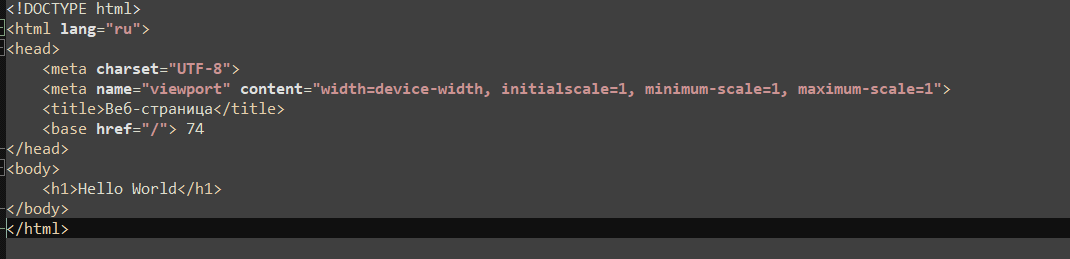 <!DOCTYPE html>
<html lang="ru">
<head>
    <meta charset="UTF-8">
    <meta name="viewport" content="width=device-width, initialscale=1, minimum-scale=1, maximum-scale=1">
    <title>Веб-страница</title>
    <base href="/"> 74
</head>
<body>
    <h1>Hello World</h1>
</body>
</html>